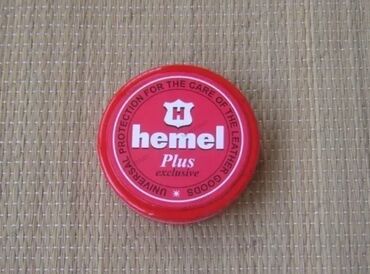 UNIVERSAL PROTECTION FOR THE CARE OF THE LEATHER GOODS
H
hemel
Plus
exclusive